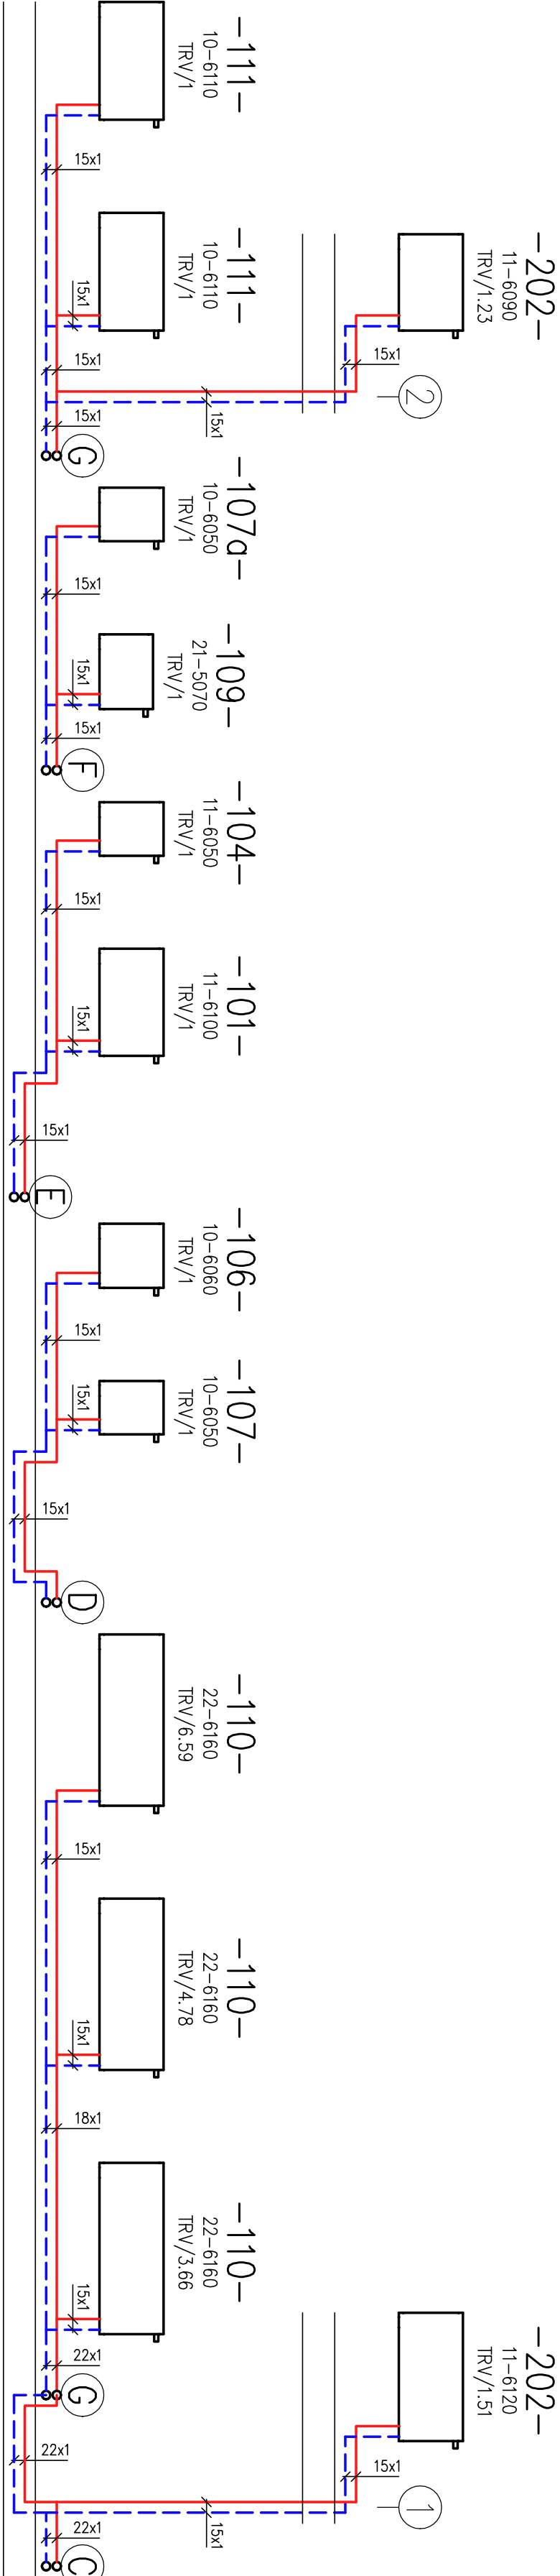 -202-
11-6090
TRV/1.23
15x1
2
-111-
10-6110
TRV/1
15x1
-111-
10-6110
TRV/1
15x1
15x1
15x1
15x1
G
-107a-
10-6050
TRV/1
15x1
-109-
21-5070
TRV/1
15x1
15x1
F
-104-
11-6050
TRV/1
15x1
-101-
11-6100
TRV/1
15x1
15x1
E
-106-
10-6060
TRV/1
15x1
-107-
10-6050
TRV/1
15x1
15x1
D
-110-
22-6160
TRV/6.59
15x1
-110-
22-6160
TRV/4.78
15x1
18x1
-110-
22-6160
TRV/3.66
15x1
22x1
G
22x1
-202-
11-6120
TRV/1.51
15x1
1
15x1
22x1
C